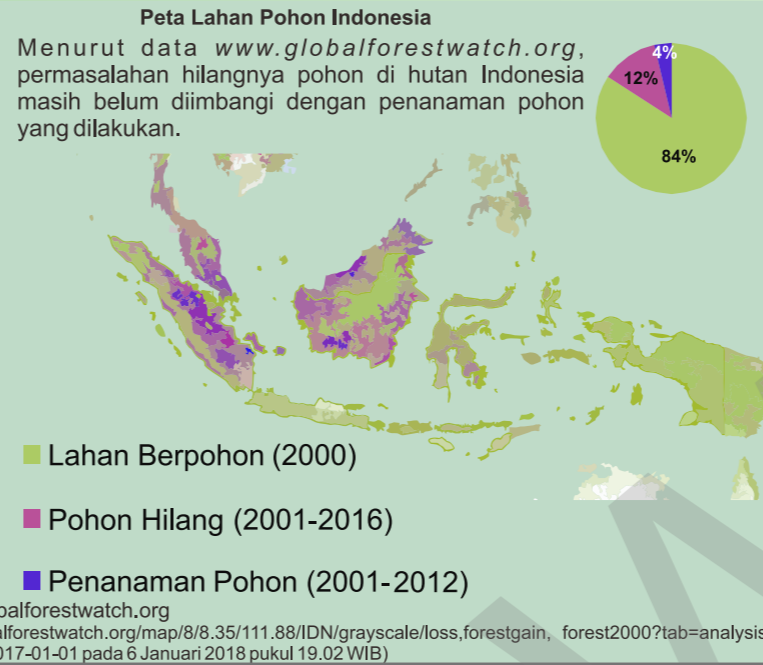 Peta Lahan Pohon Indonesia
Menurut data www.globalforestwatch.org,
permasalahan hilangnya pohon di hutan Indonesia
masih belum diimbangi dengan penanaman pohon
yang dilakukan.
4%
12%
84%
Lahan Berpohon (2000)
Pohon Hilang (2001-2016)
Penanaman Pohon (2001-2012)
balforestwatch.org
alforestwatch.org/map/8/8.35/111.88/IDN/grayscale/loss,forestgain, forest2000?tab=analysis
017-01-01 pada 6 Januari 2018 pukul 19.02 WIB)